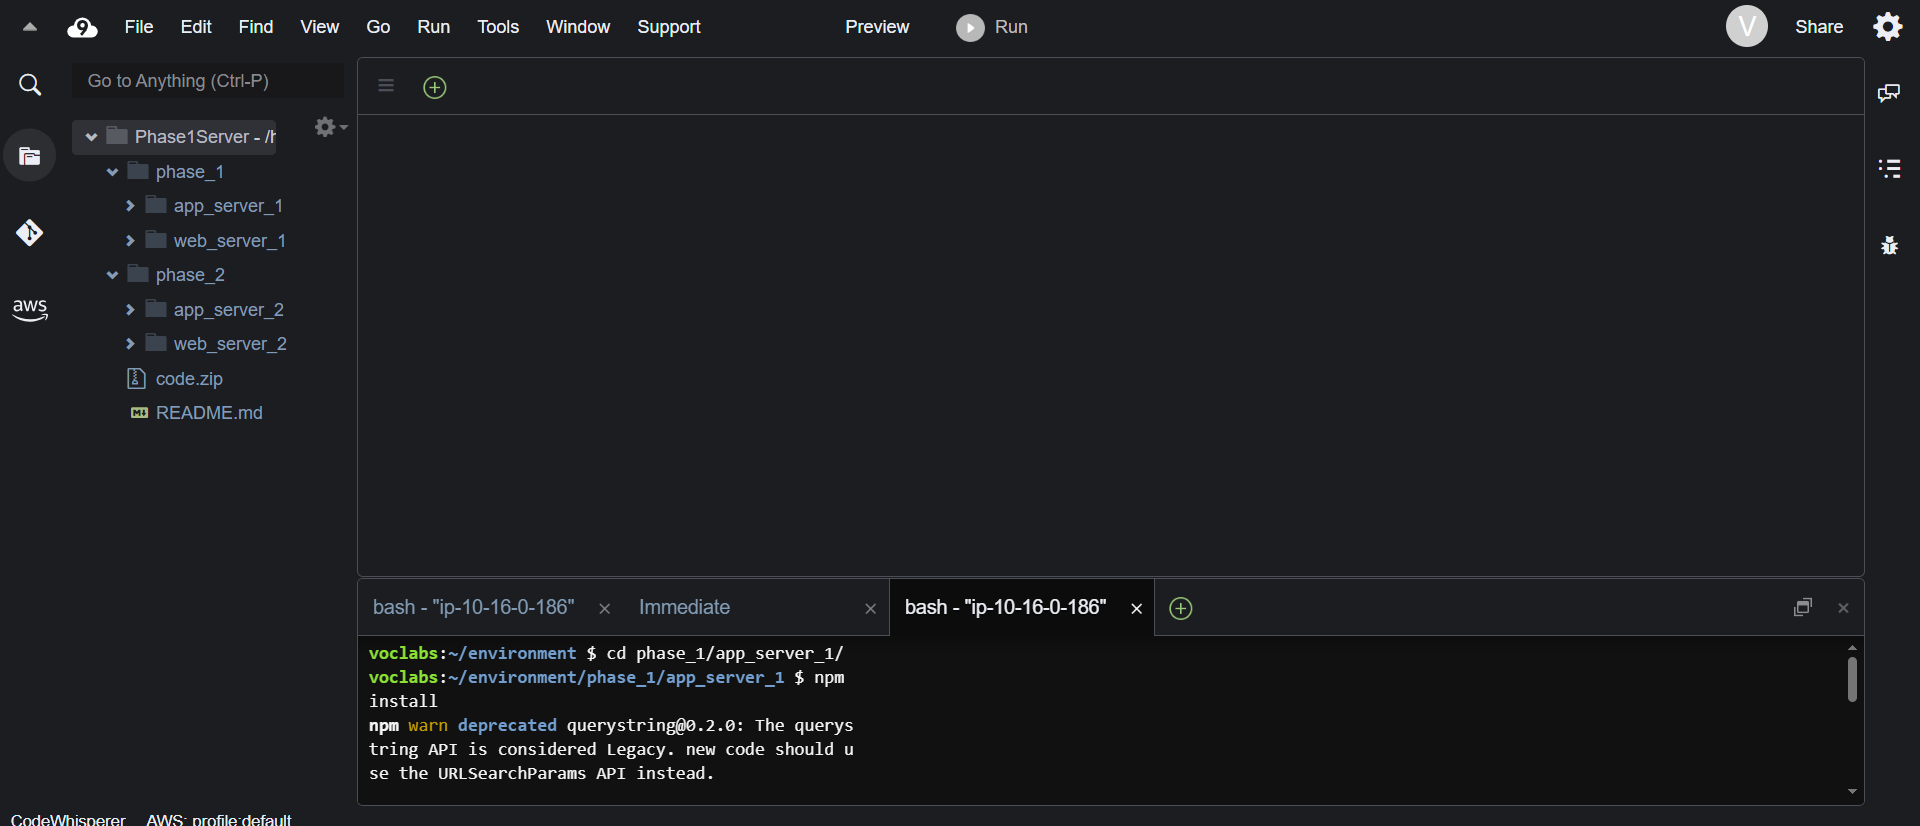 File Edit Find View Go Run Tools Window Support Preview Run V Share
Go to Anything (Ctrl-P)
Phase1Server - /h
phase_1
app_server_1
web_server_1
phase_2
app_server_2
web_server_2
code.zip
README.md
aws
bash - "ip-10-16-0-186" Immediate bash - "ip-10-16-0-186"
voclabs:~/environment $ cd phase_1/app_server_1/
voclabs:~/environment/phase_1/app_server_1 $ npm
install
npm warn deprecated querystring@0.2.0: The querys
tring API is considered Legacy. new code should u
se the URLSearchParams API instead.
CodeWhisperer AWS: profile:default